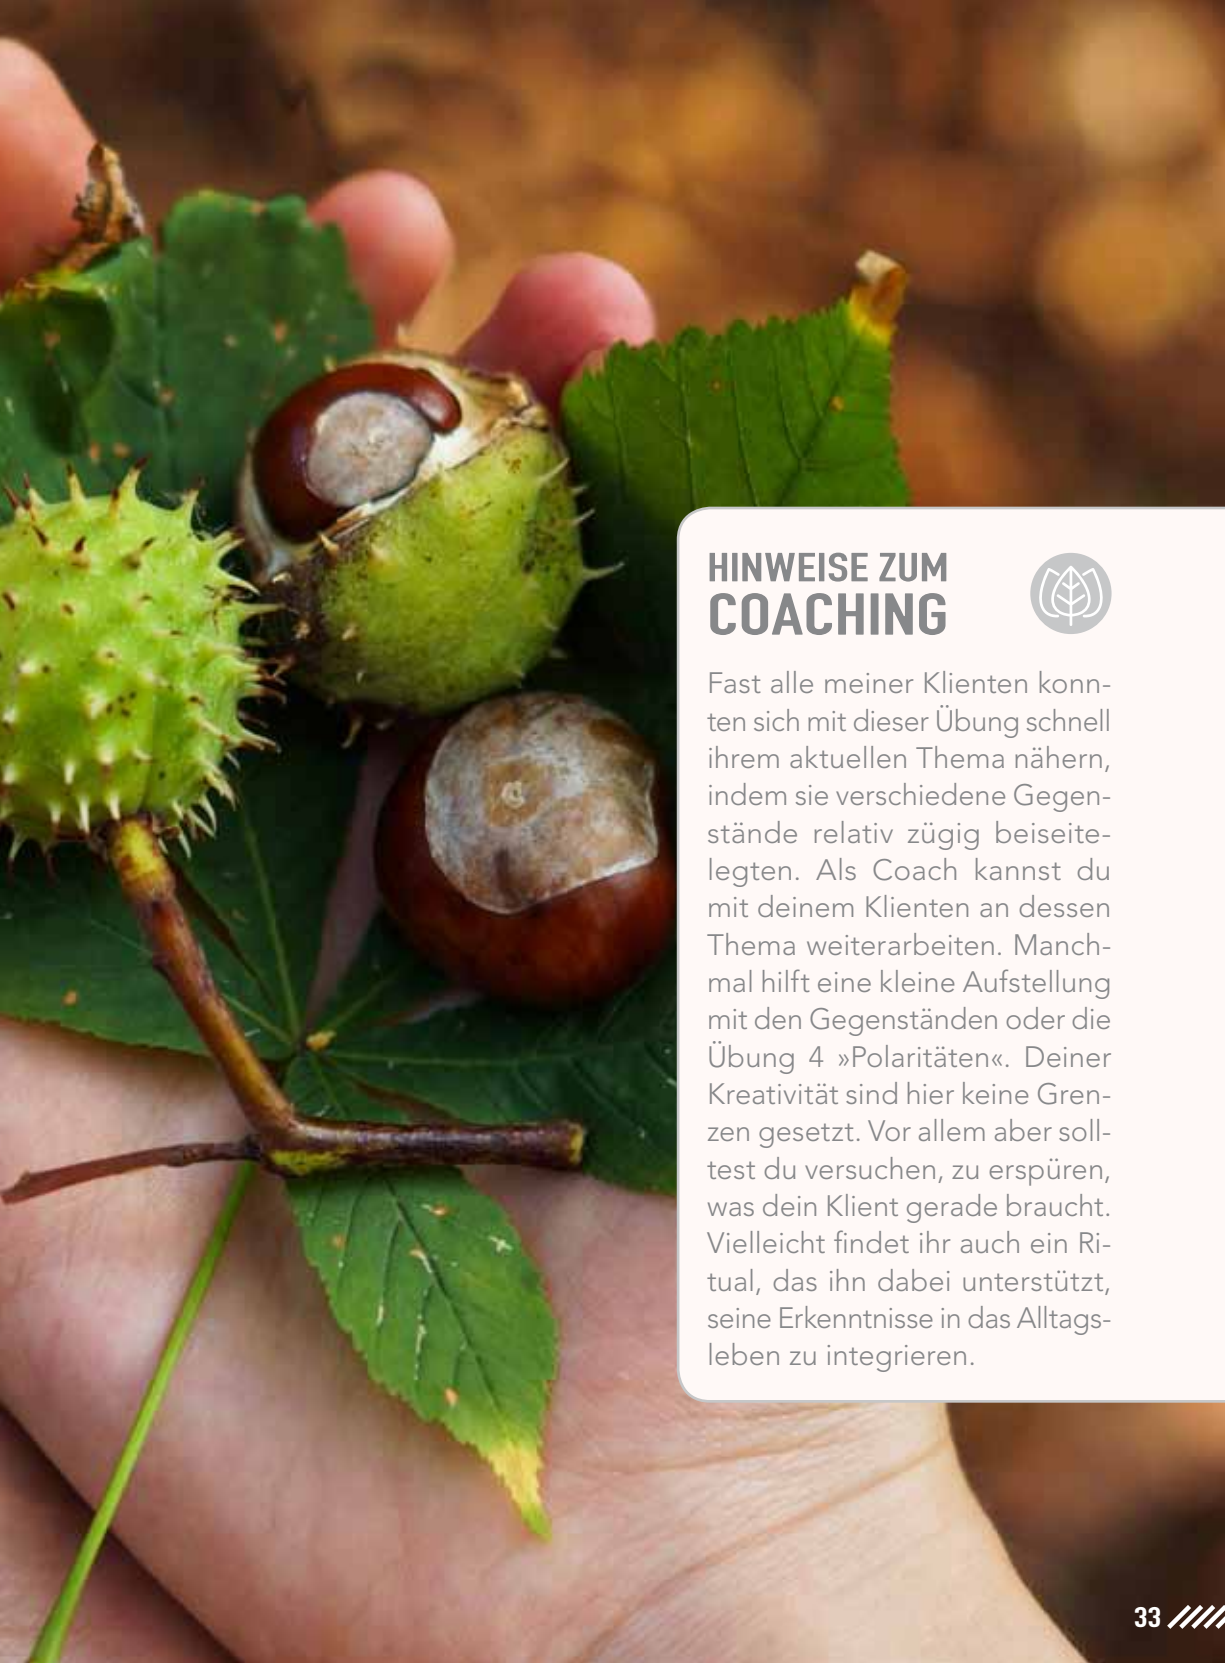 HINWEISE ZUM
COACHING
Fast alle meiner Klienten konn-
ten sich mit dieser Übung schnell
ihrem aktuellen Thema nähern,
indem sie verschiedene Gegen-
stände relativ zügig beiseite-
legten. Als Coach kannst du
mit deinem Klienten an dessen
Thema weiterarbeiten. Manch-
mal hilft eine kleine Aufstellung
mit den Gegenständen oder die
Übung 4 »Polaritäten«. Deiner
Kreativität sind hier keine Gren-
zen gesetzt. Vor allem aber soll-
test du versuchen, zu erspüren,
was dein Klient gerade braucht.
Vielleicht findet ihr auch ein Ri-
tual, das ihn dabei unterstützt,
seine Erkenntnisse in das Alltags-
leben zu integrieren.
33